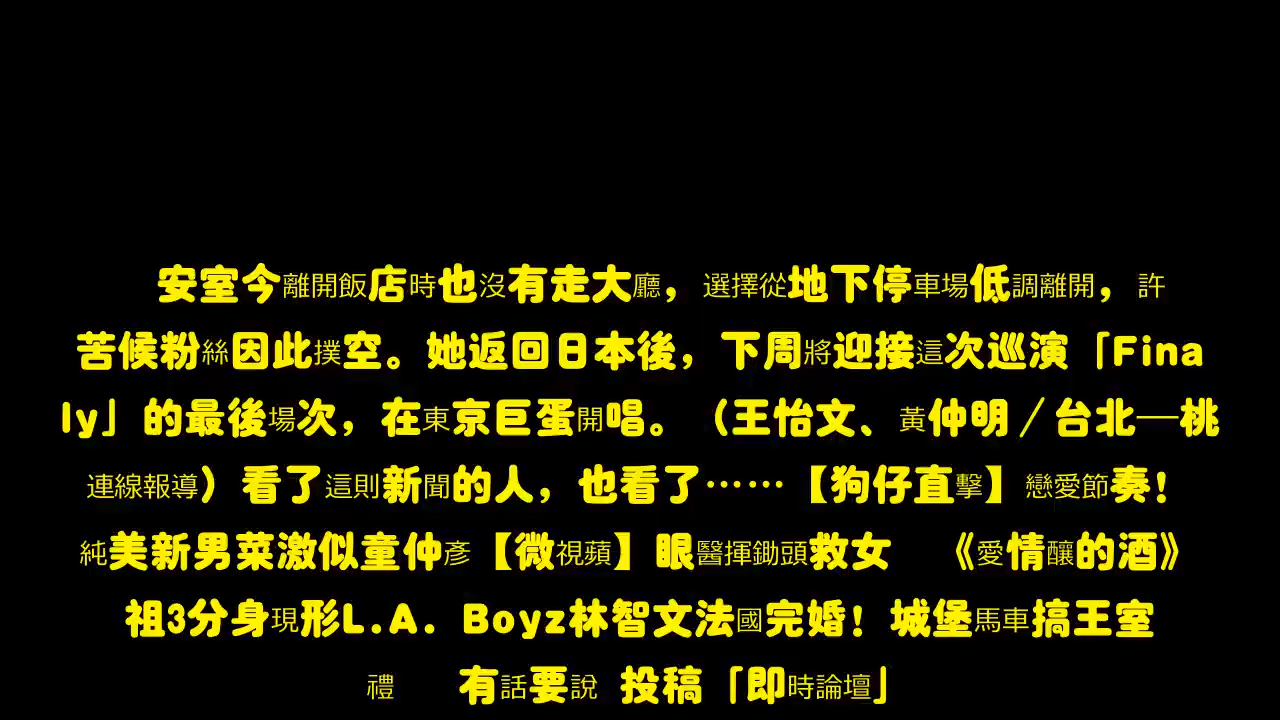 安室今離開飯店時也沒有走大廳，選擇從地下停車場低調離開，許
苦候粉絲因此撲空。她返回日本後，下周將迎接這次巡演「Fina
ly」的最後場次，在東京巨蛋開唱。（王怡文、黃仲明／台北—桃
連線報導）看了這則新聞的人，也看了……【狗仔直擊】戀愛節奏！
純美新男菜激似童仲彥【微視蘋】眼醫揮鋤頭救女　《愛情釀的酒》
祖3分身現形L.A. Boyz林智文法國完婚！城堡馬車搞王室
禮　有話要說 投稿「即時論壇」